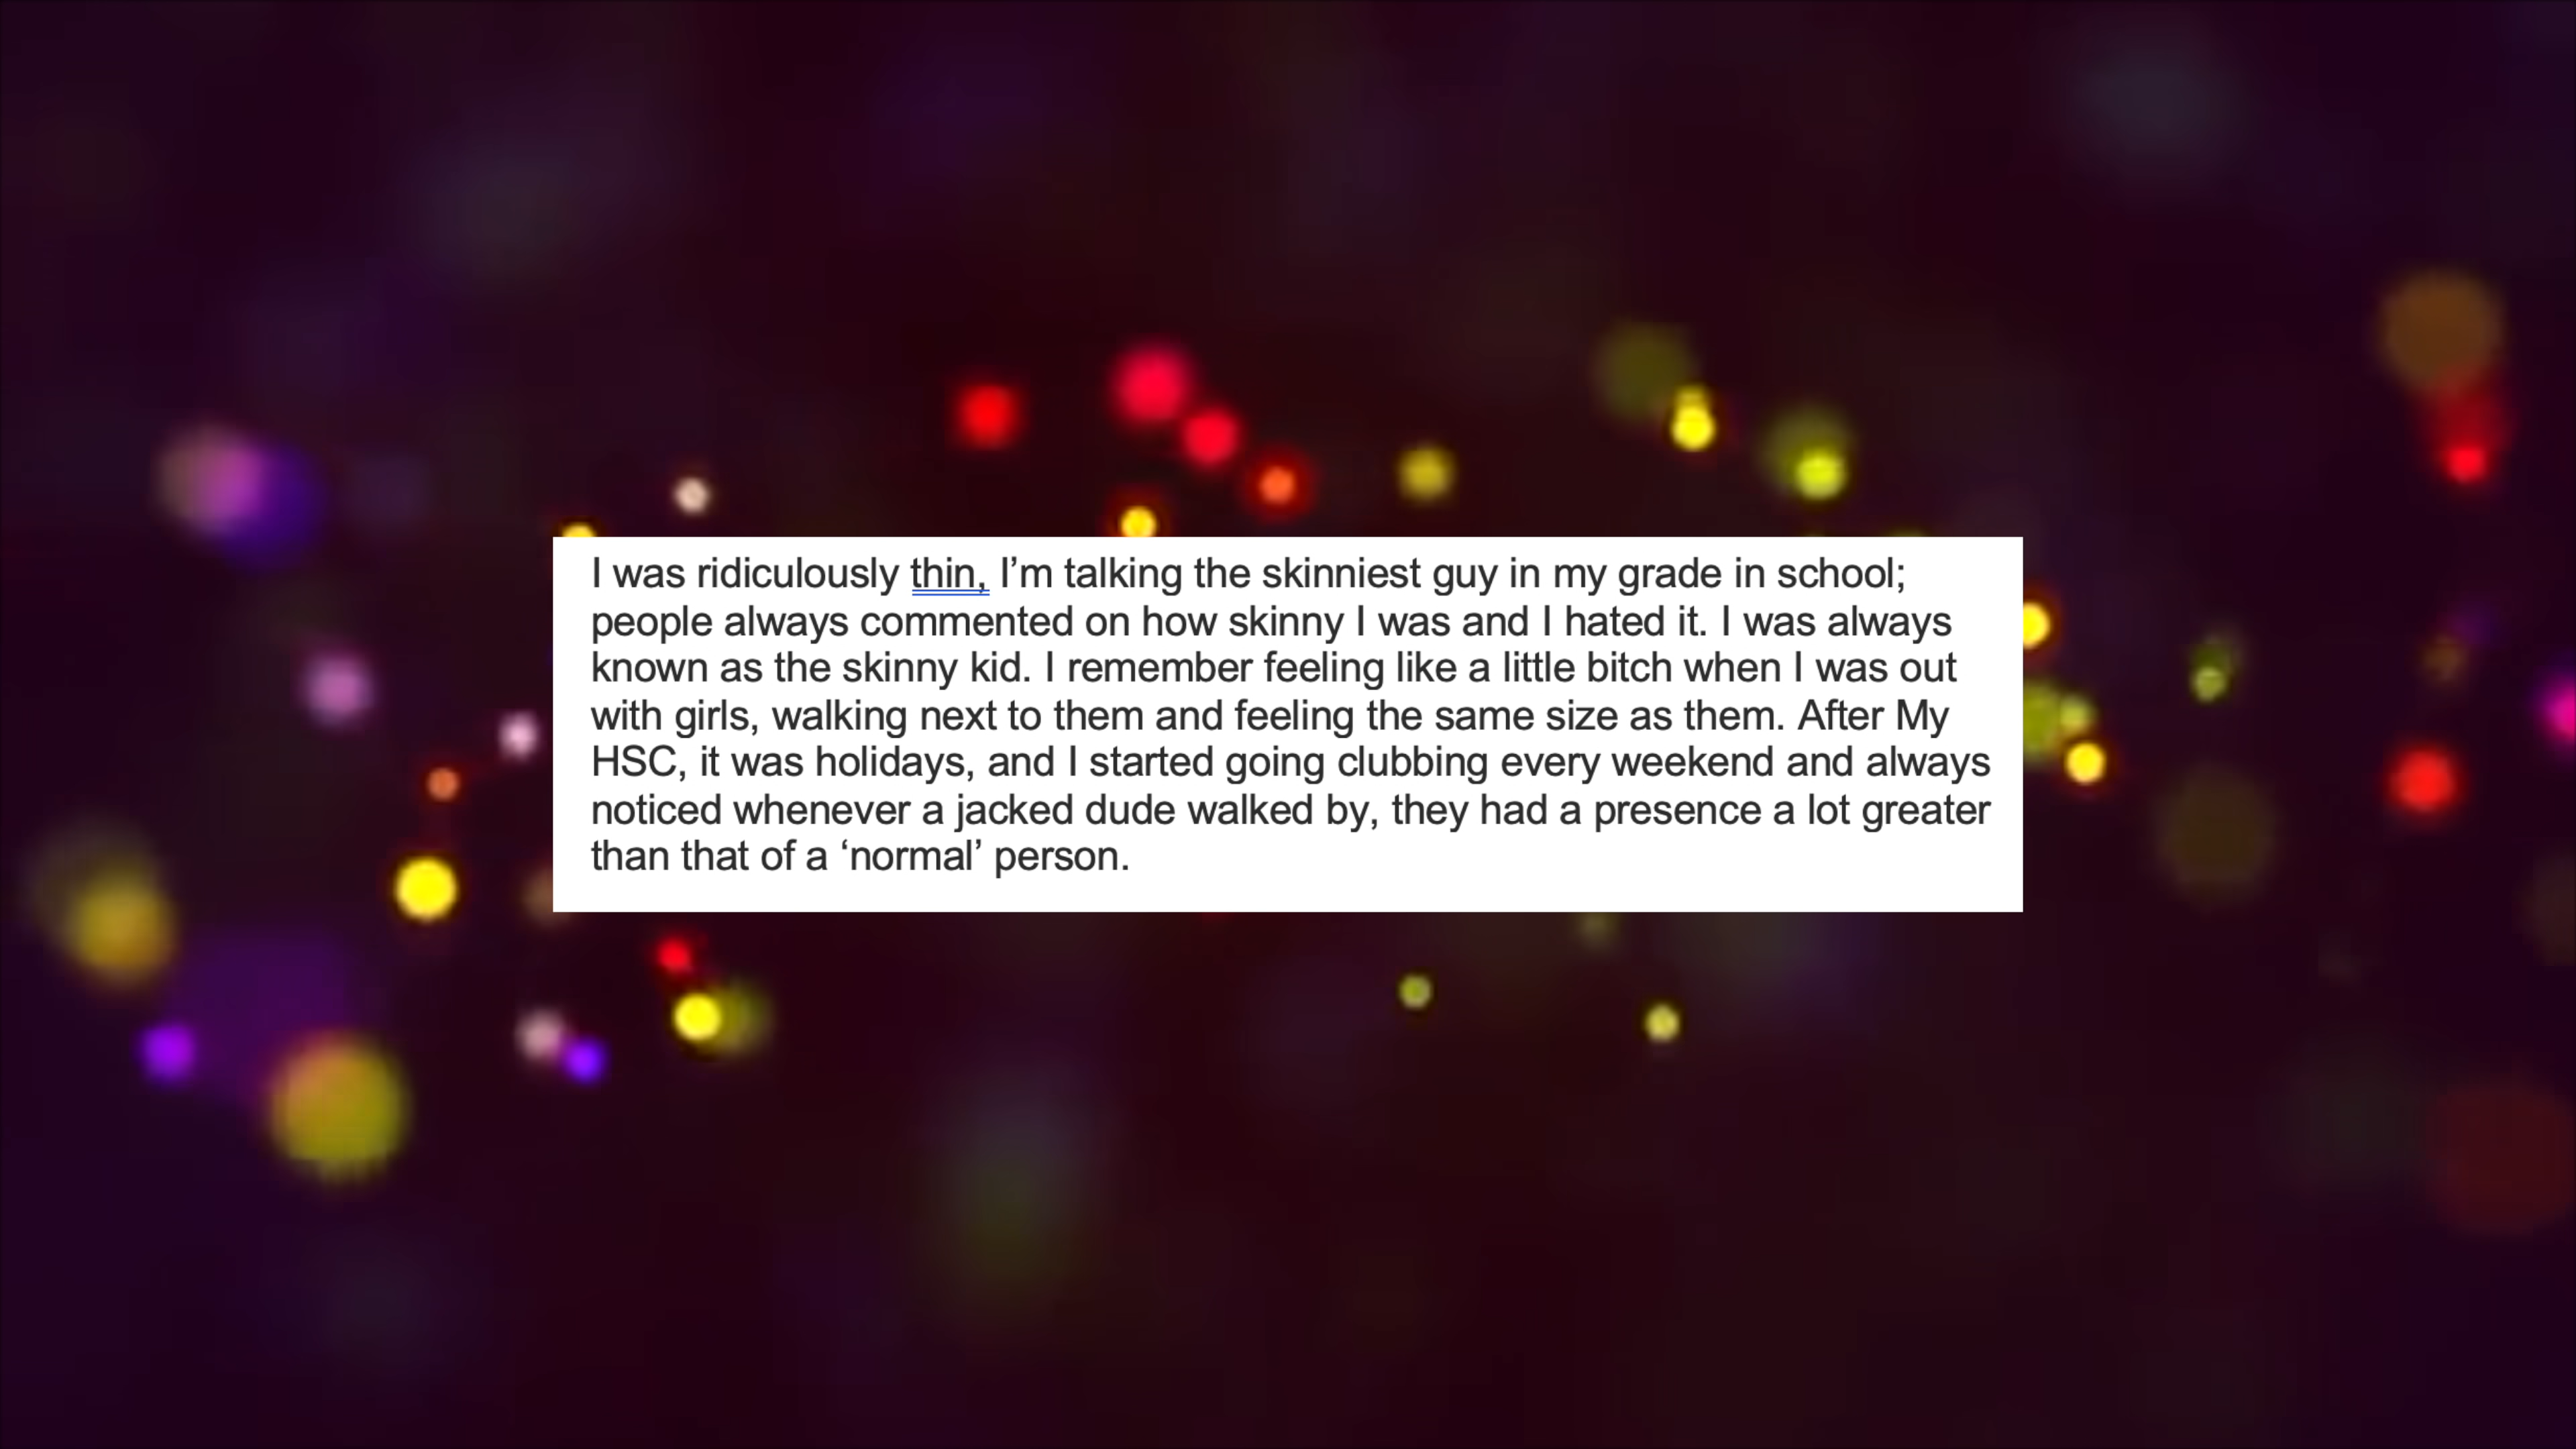 I was ridiculously thin, I’m talking the skinniest guy in my grade in school;
people always commented on how skinny I was and I hated it. I was always
known as the skinny kid. I remember feeling like a little bitch when I was out
with girls, walking next to them and feeling the same size as them. After My
HSC, it was holidays, and I started going clubbing every weekend and always
noticed whenever a jacked dude walked by, they had a presence a lot greater
than that of a ‘normal’ person.